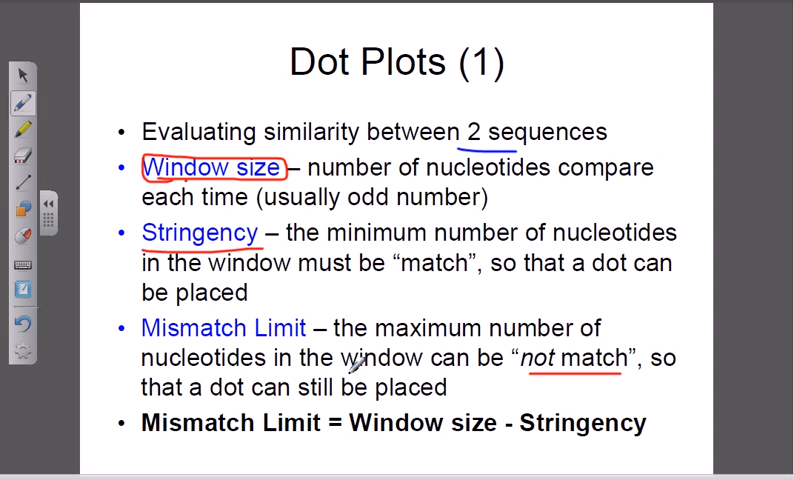 Dot Plots (1)
• Evaluating similarity between 2 sequences
• Window size – number of nucleotides compare
each time (usually odd number)
• Stringency – the minimum number of nucleotides
in the window must be “match”, so that a dot can
be placed
• Mismatch Limit – the maximum number of
nucleotides in the window can be “not match”, so
that a dot can still be placed
• Mismatch Limit = Window size - Stringency